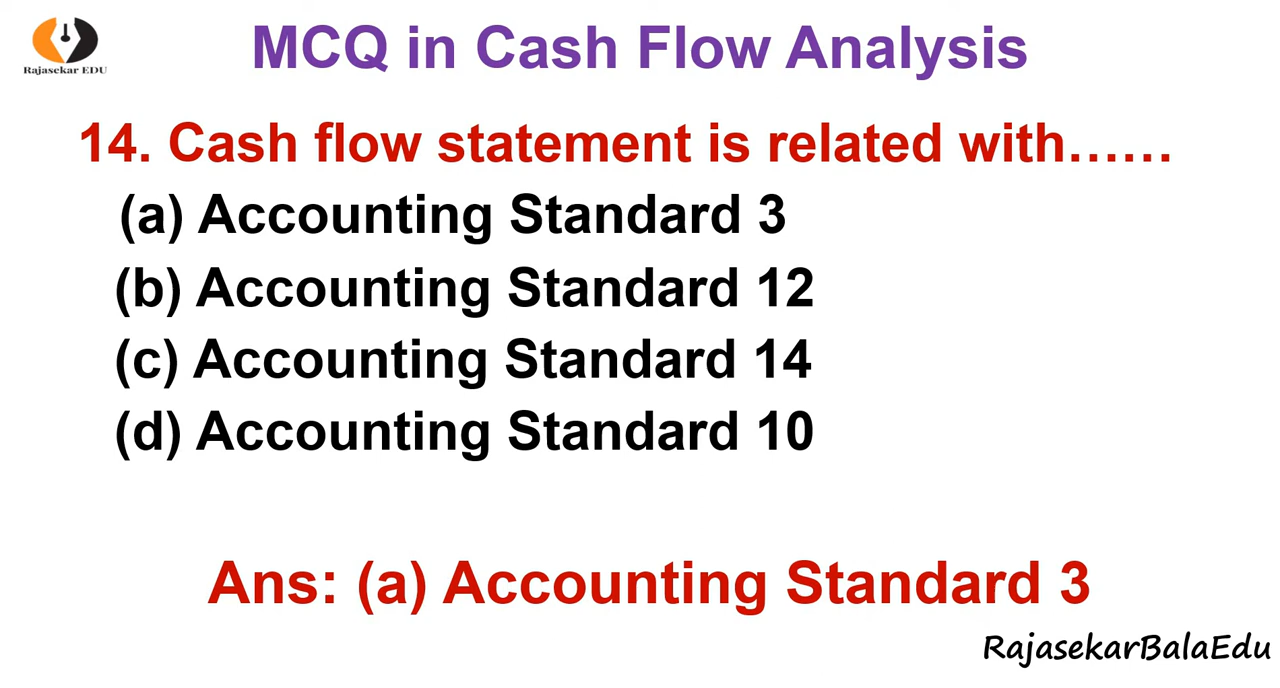 Rajasekar EDU
MCQ in Cash Flow Analysis
14. Cash flow statement is related with......
(a) Accounting Standard 3
(b) Accounting Standard 12
(c) Accounting Standard 14
(d) Accounting Standard 10
Ans: (a) Accounting Standard 3
RajasekarBalaEdu